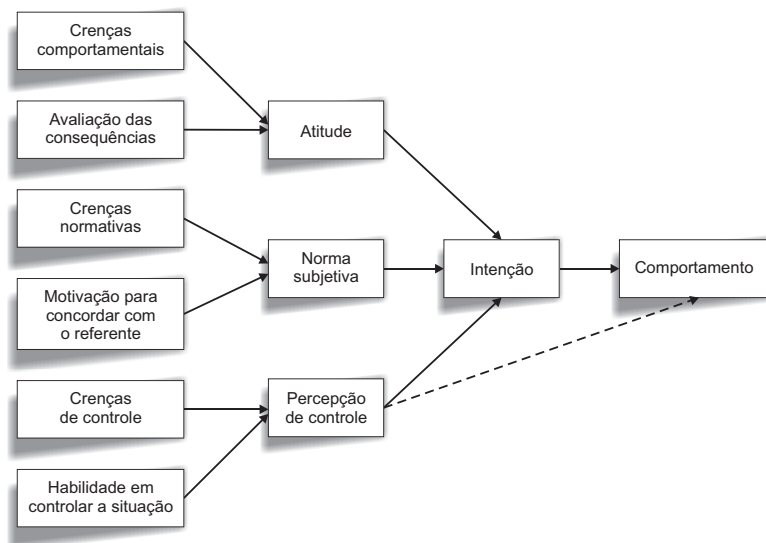 Crenças
comportamentais
Avaliação das
consequências
Atitude
Crenças
normativas
Norma
subjetiva
Intenção
Comportamento
Motivação para
concordar com
o referente
Crenças
de controle
Percepção
de controle
Habilidade em
controlar a situação